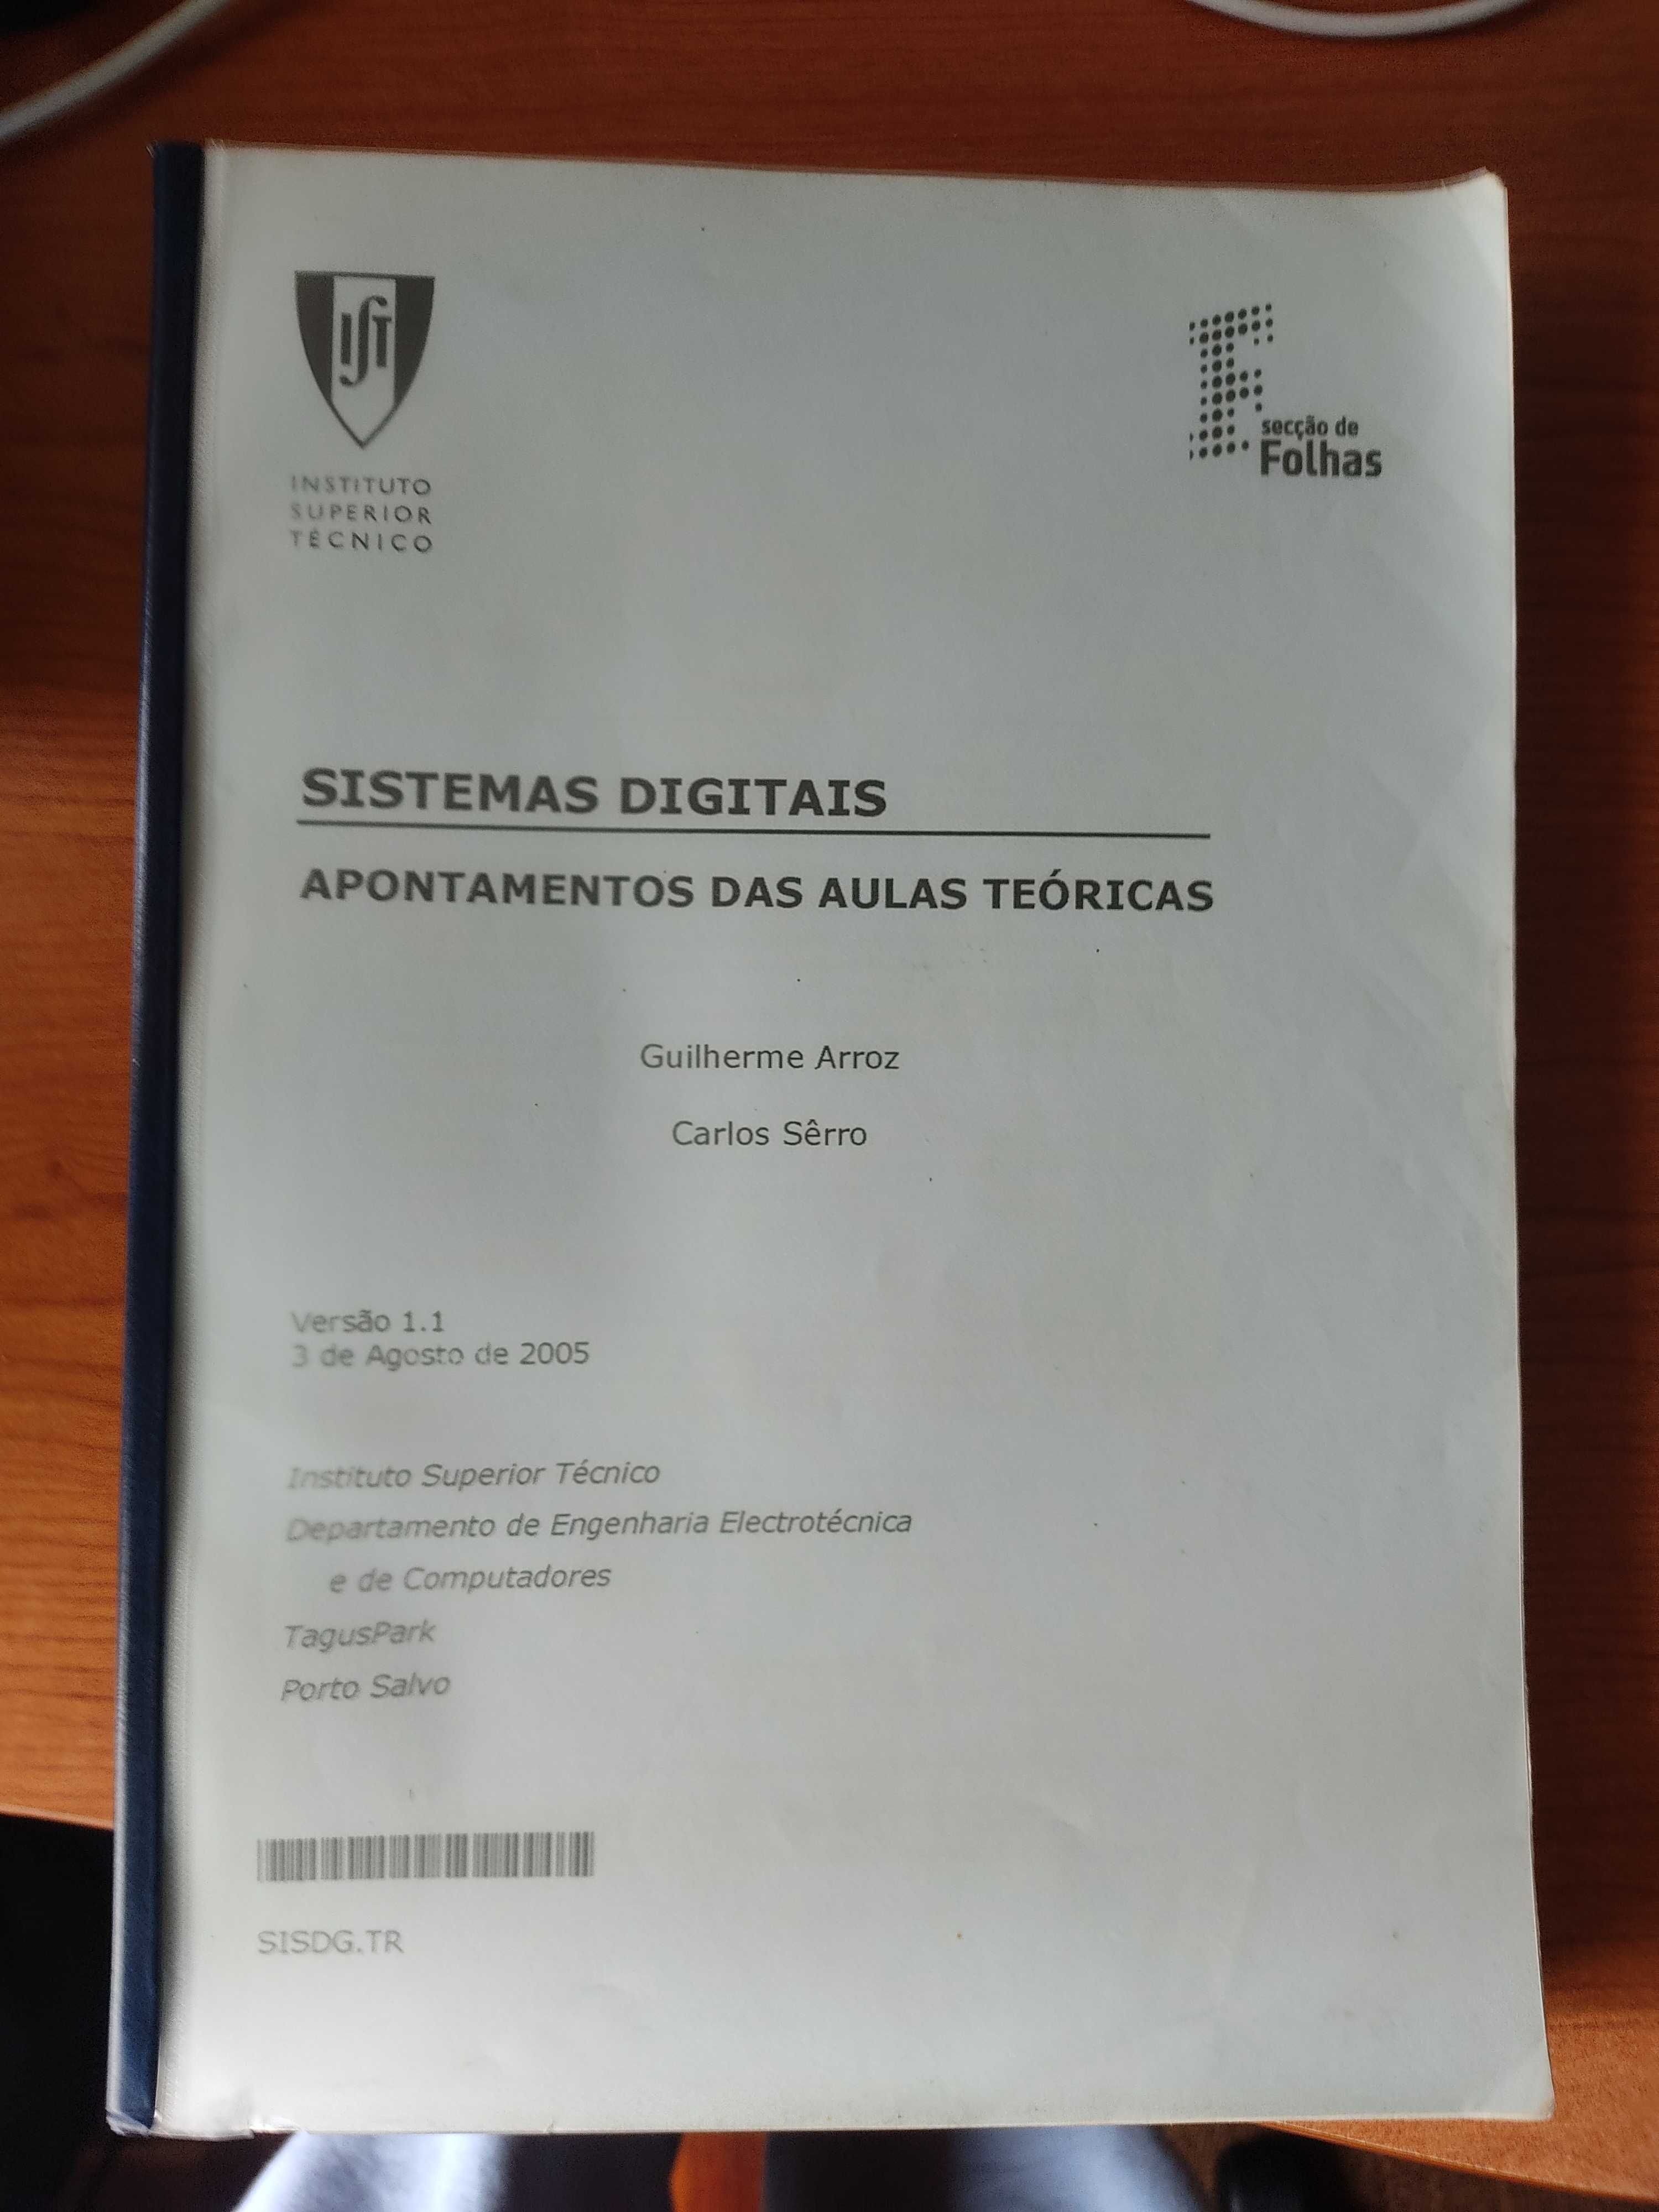 IST
INSTITUTO
SUPERIOR
TÉCNICO
secção de
Folhas
SISTEMAS DIGITAIS
APONTAMENTOS DAS AULAS TEÓRICAS
Guilherme Arroz
Carlos Sêrro
Versão 1.1
3 de Agosto de 2005
Instituto Superior Técnico
Departamento de Engenharia Electrotécnica
e de Computadores
TagusPark
Porto Salvo
SISDG.TR